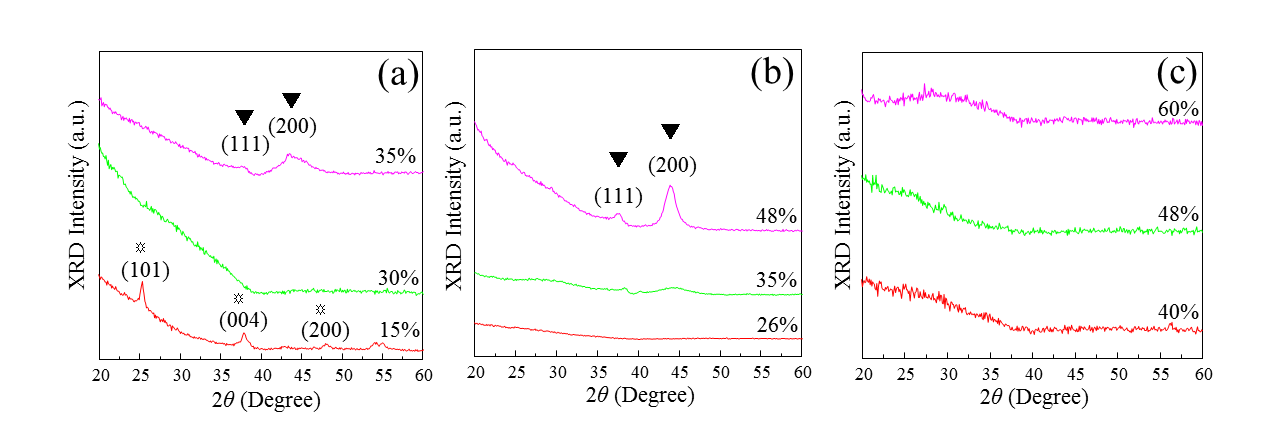 (a)
(111)
(200)
35%
30%
(101)
(004)
(200)
15%
XRD Intensity (a.u.)
20 25 30 35 40 45 50 55 60
2θ (Degree)
(b)
(111)
(200)
48%
35%
26%
XRD Intensity (a.u.)
20 25 30 35 40 45 50 55 60
2θ (Degree)
(c)
60%
48%
40%
XRD Intensity (a.u.)
20 25 30 35 40 45 50 55 60
2θ (Degree)